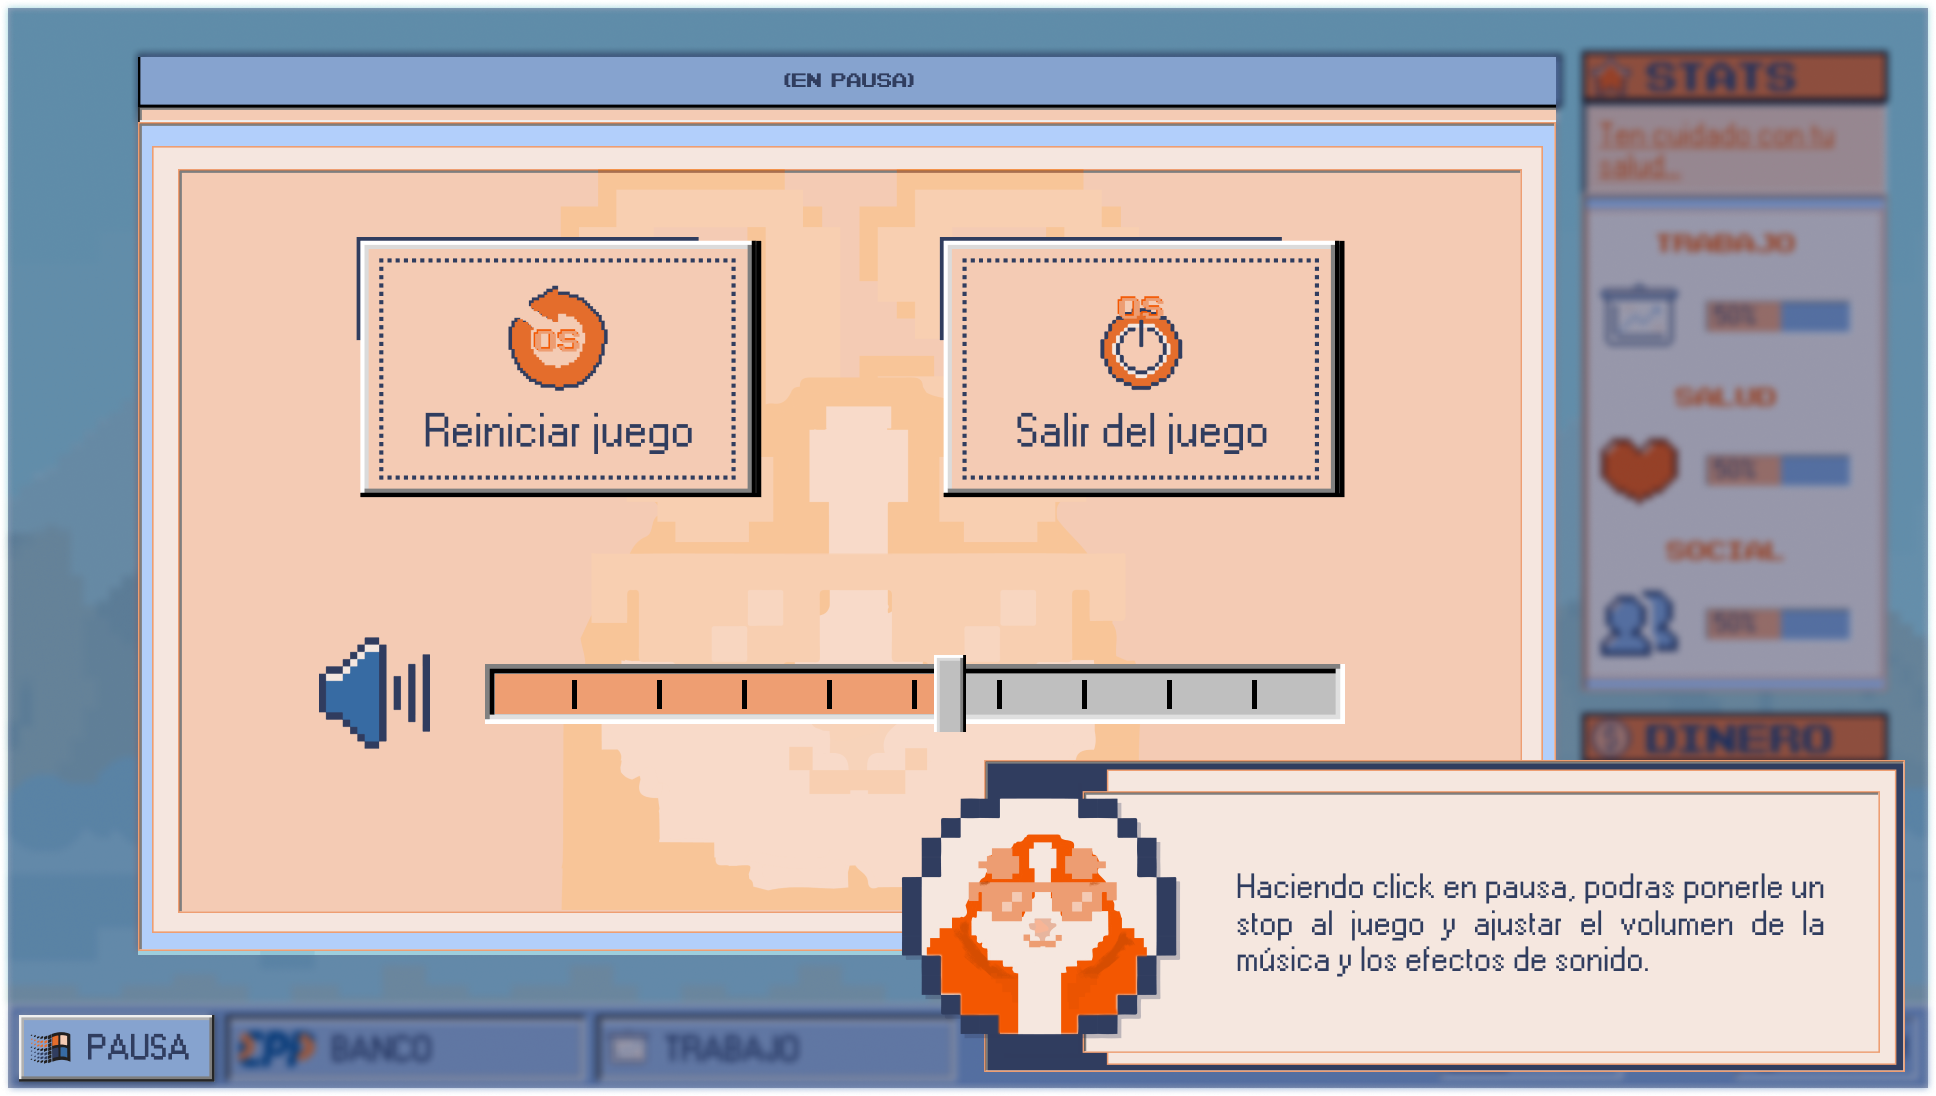 (EN PAUSA)
STATS
Ten cuidado con tu
salud...
TRABAJO
50%
SALUD
50%
SOCIAL
50%
DINERO
OS
Reiniciar juego
OS
Salir del juego
Haciendo click en pausa, podras ponerle un
stop al juego y ajustar el volumen de la
música y los efectos de sonido.
PAUSA
BANCO
TRABAJO